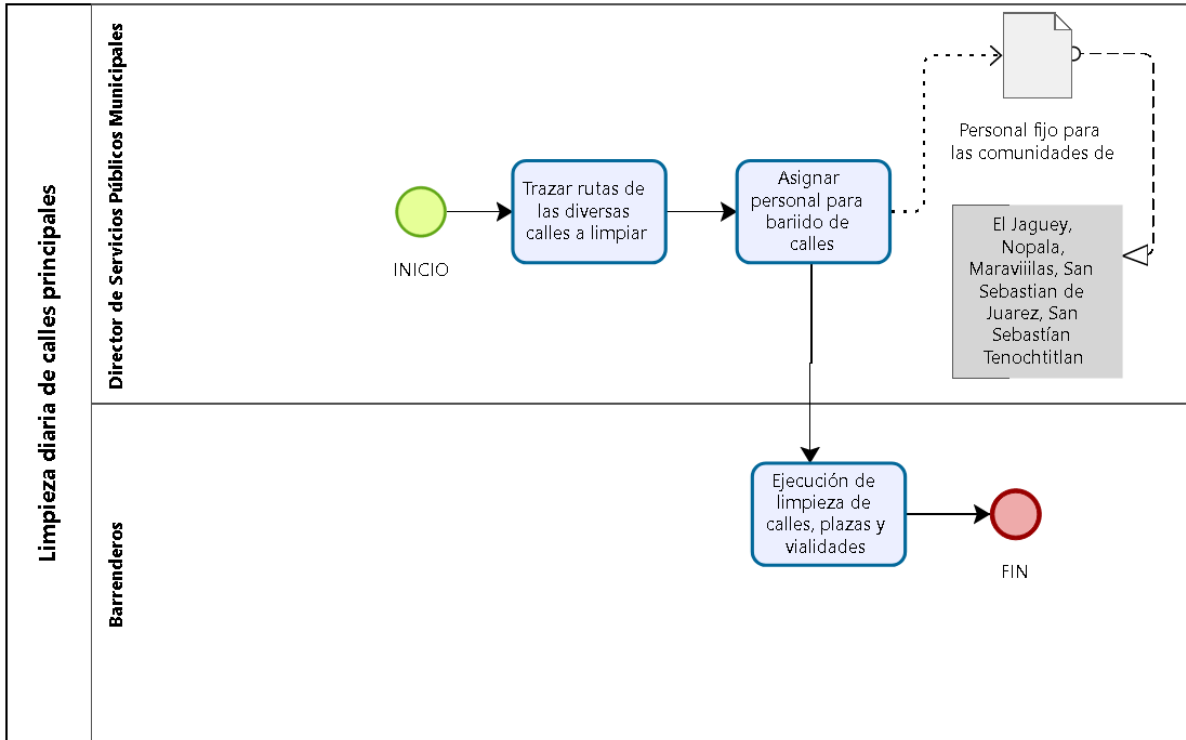 Limpieza diaria de calles principales
Director de Servicios Públicos Municipales
INICIO
Trazar rutas de
las diversas
calles a limpiar
Asignar
personal para
bariido de
calles
Personal fijo para
las comunidades de
El Jaguey,
Nopala,
Maraviiilas, San
Sebastian de
Juarez, San
Sebastían
Tenochtitlan
Barrenderos
Ejecución de
limpieza de
calles, plazas y
vialidades
FIN